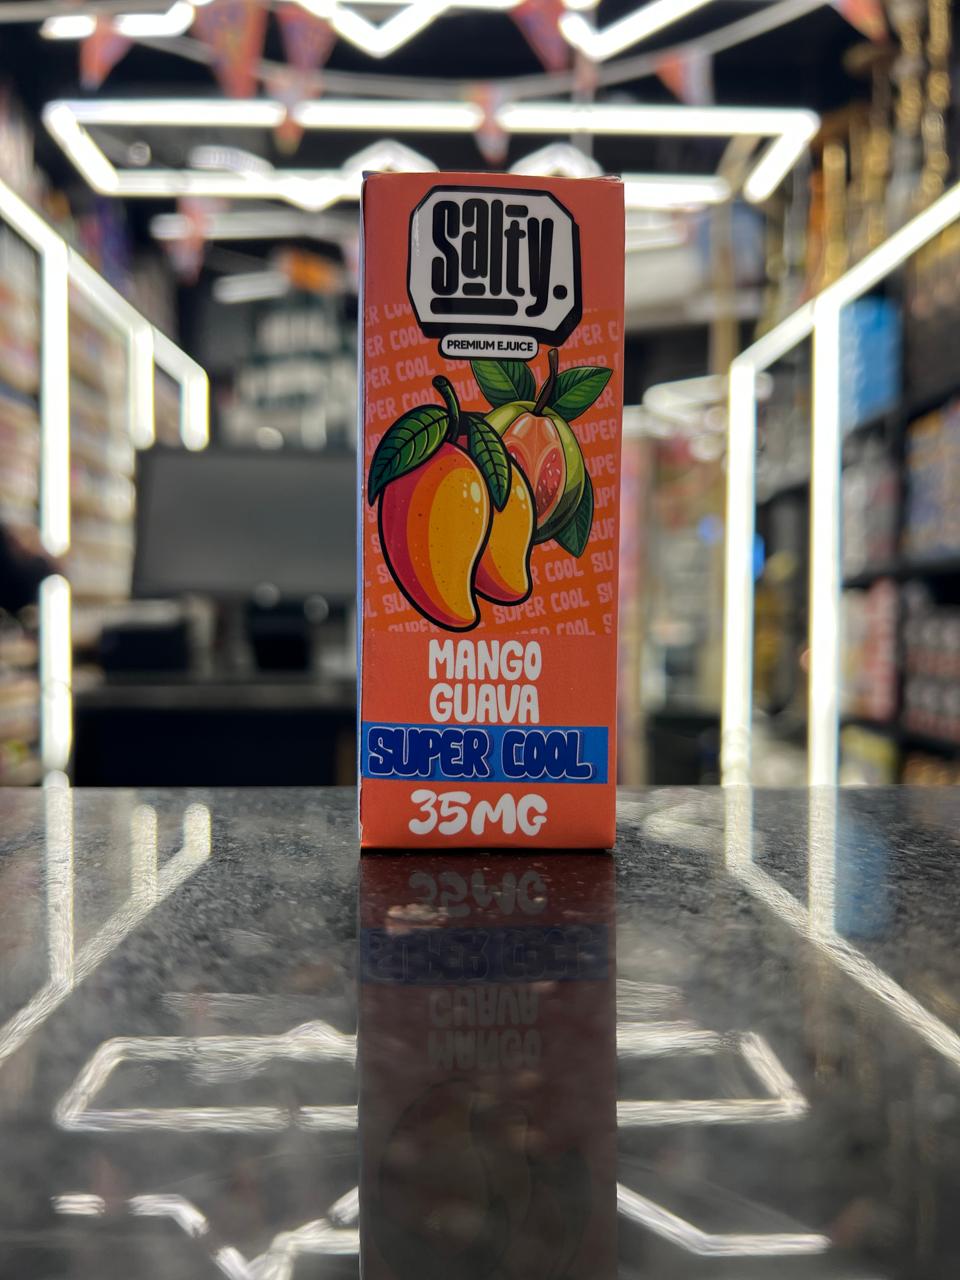 Salty.
PREMIUM EJUICE
MANGO
GUAVA
SUPER COOL
35MG